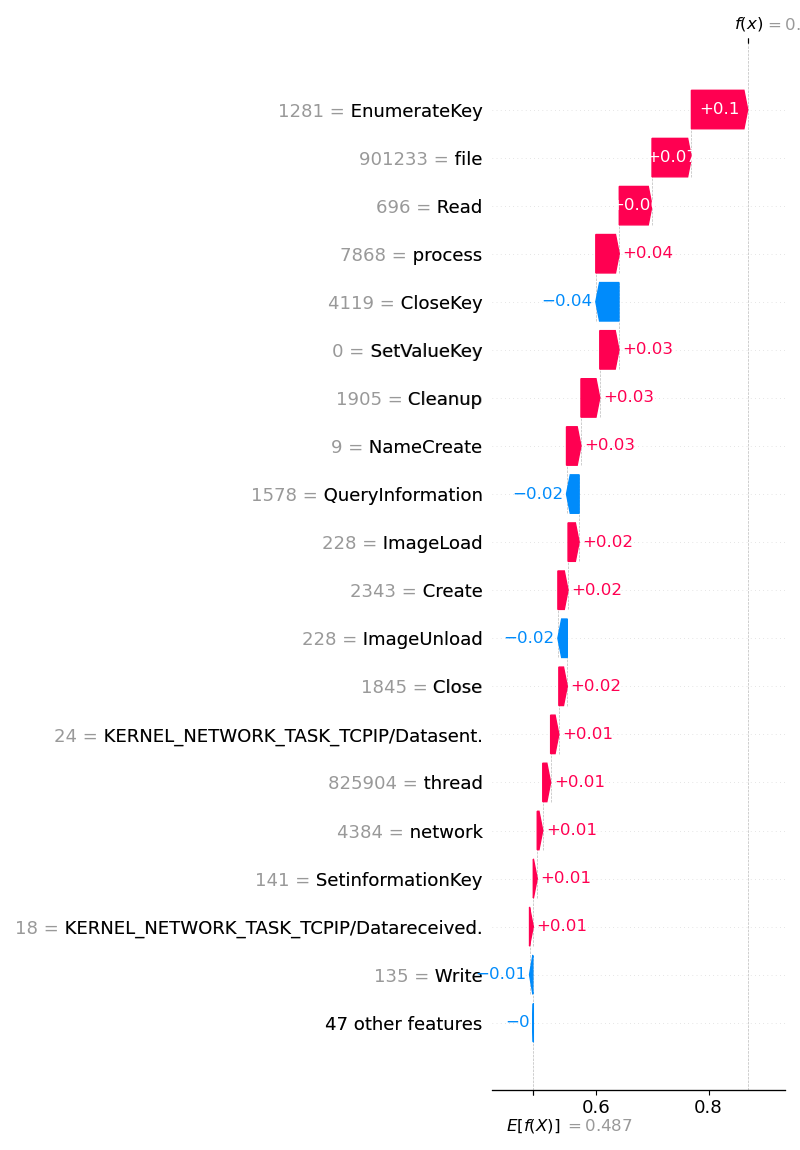 f(x) = 0.
1281 = EnumerateKey +0.1
901233 = file +0.07
696 = Read
7868 = process +0.04
4119 = CloseKey −0.04
0 = SetValueKey +0.03
1905 = Cleanup +0.03
9 = NameCreate +0.03
1578 = QueryInformation −0.02
228 = ImageLoad +0.02
2343 = Create +0.02
228 = ImageUnload −0.02
1845 = Close +0.02
24 = KERNEL_NETWORK_TASK_TCPIP/Datasent. +0.01
825904 = thread +0.01
4384 = network +0.01
141 = SetinformationKey +0.01
18 = KERNEL_NETWORK_TASK_TCPIP/Datareceived. +0.01
135 = Write −0.01
47 other features −0
0.6 0.8
E[f(X)] = 0.487